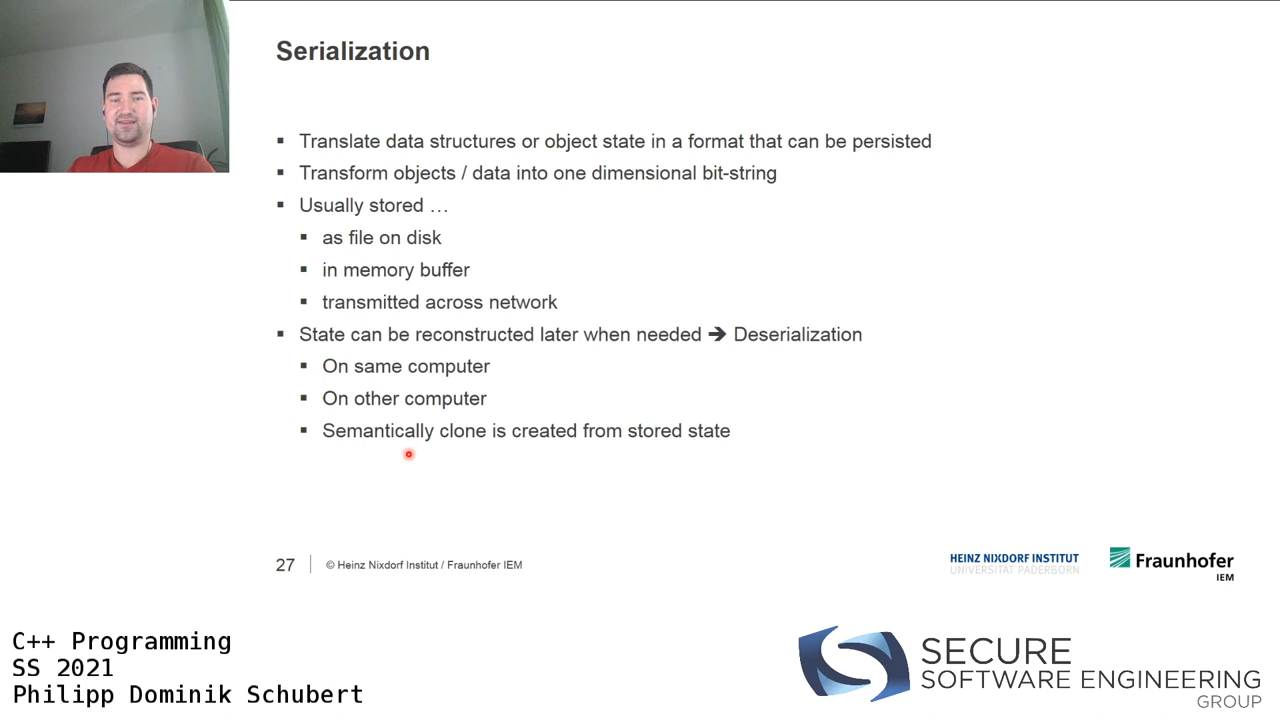 Serialization
▪ Translate data structures or object state in a format that can be persisted
▪ Transform objects / data into one dimensional bit-string
▪ Usually stored …
▪ as file on disk
▪ in memory buffer
▪ transmitted across network
▪ State can be reconstructed later when needed ➔ Deserialization
▪ On same computer
▪ On other computer
▪ Semantically clone is created from stored state
27 | © Heinz Nixdorf Institut / Fraunhofer IEM
HEINZ NIXDORF INSTITUT
UNIVERSITÄT PADERBORN
Fraunhofer
IEM
C++ Programming
SS 2021
Philipp Dominik Schubert
SECURE
SOFTWARE ENGINEERING
GROUP